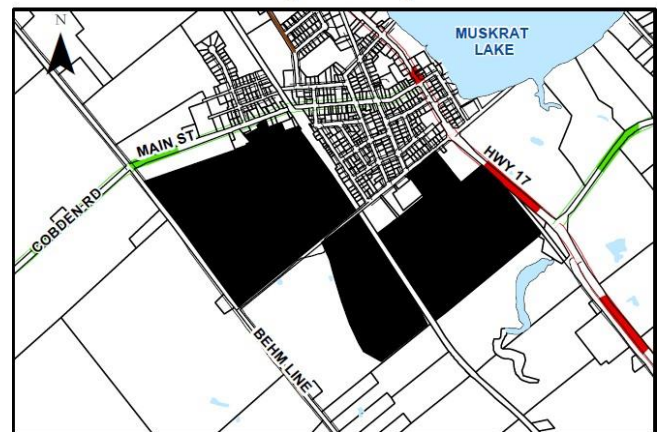 N
MUSKRAT
LAKE
MAIN ST
HWY 17
COBDEN RD
BEHM LINE